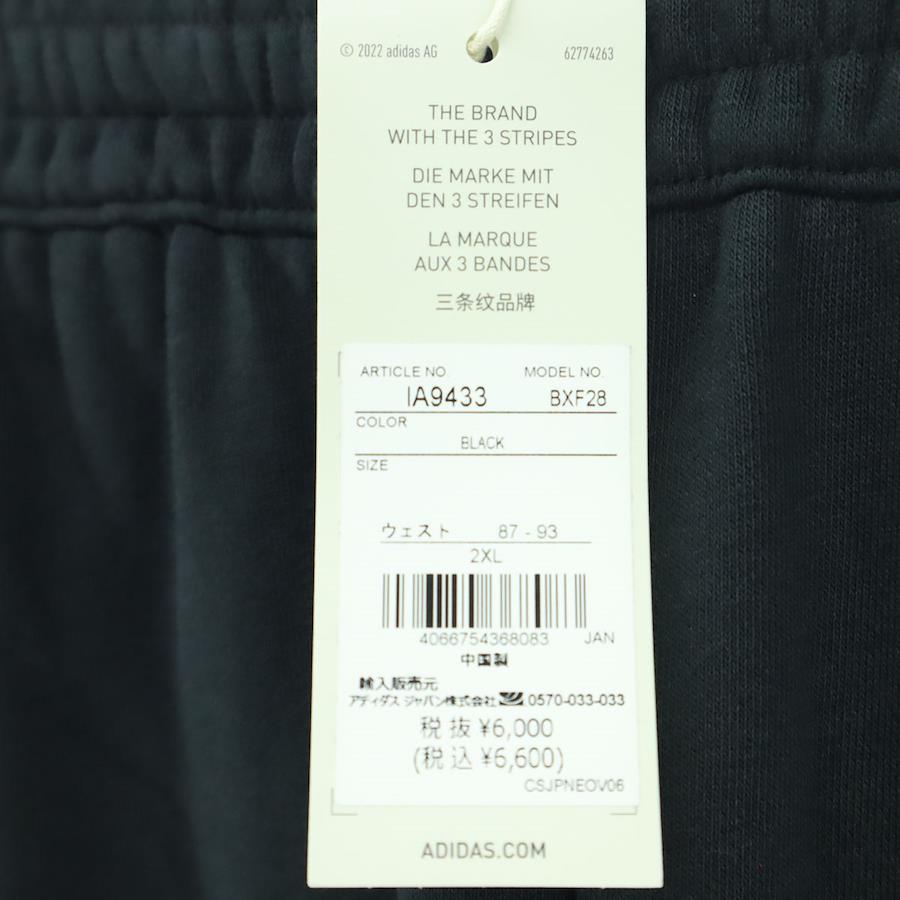 © 2022 adidas AG 62774263
THE BRAND
WITH THE 3 STRIPES
DIE MARKE MIT
DEN 3 STREIFEN
LA MARQUE
AUX 3 BANDES
三条纹品牌
ARTICLE NO. MODEL NO.
IA9433 BXF28
COLOR
BLACK
SIZE
ウェスト 87 - 93
2XL
4066754368083 JAN
中国製
輸入販売元
アディダス ジャパン株式会社 0570-033-033
税抜 ¥6,000
(税込 ¥6,600)
CSJPNEOV06
ADIDAS.COM